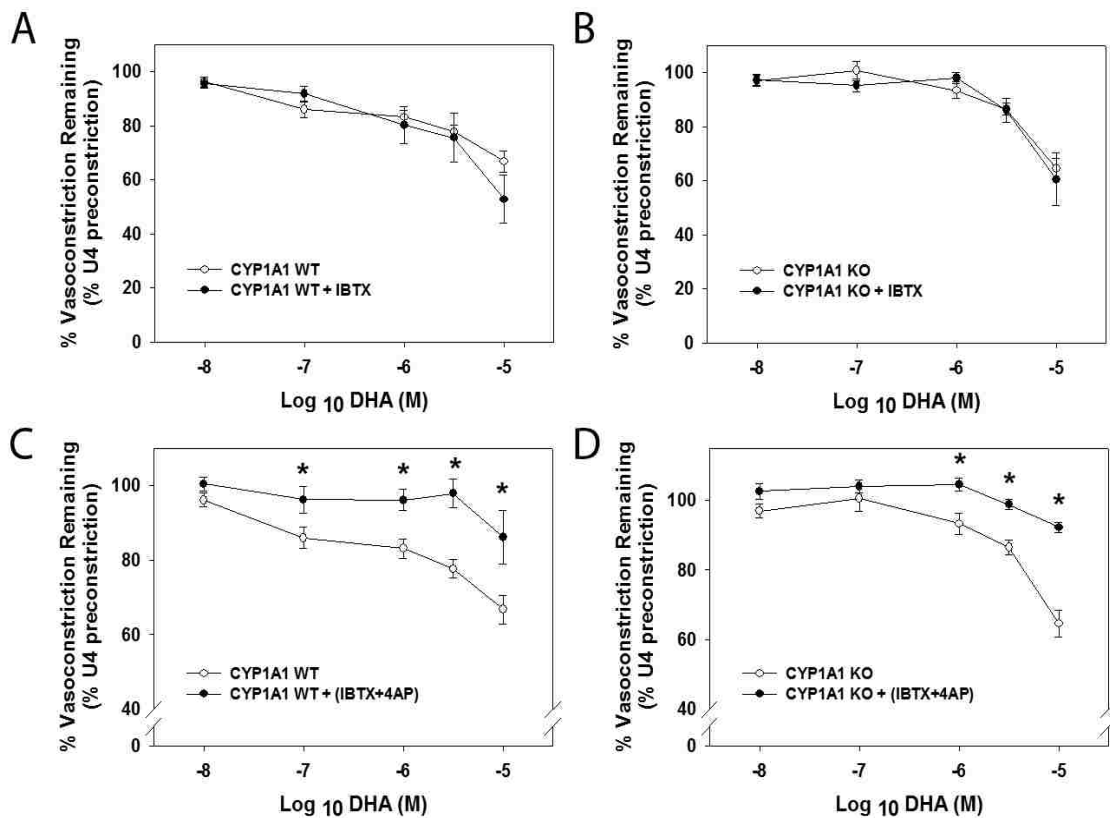 A
% Vasoconstriction Remaining
(% U4 preconstriction)
100
80
60
40
20
0
CYP1A1 WT
CYP1A1 WT + IBTX
-8
-7
-6
-5
Log 10 DHA (M)
B
% Vasoconstriction Remaining
(% U4 preconstriction)
100
80
60
40
20
0
CYP1A1 KO
CYP1A1 KO + IBTX
-8
-7
-6
-5
Log 10 DHA (M)
C
% Vasoconstriction Remaining
(% U4 preconstriction)
100
80
60
40
0
* * * *
CYP1A1 WT
CYP1A1 WT + (IBTX+4AP)
-8
-7
-6
-5
Log 10 DHA (M)
D
% Vasoconstriction Remaining
(% U4 preconstriction)
100
80
60
40
0
* * *
CYP1A1 KO
CYP1A1 KO + (IBTX+4AP)
-8
-7
-6
-5
Log 10 DHA (M)